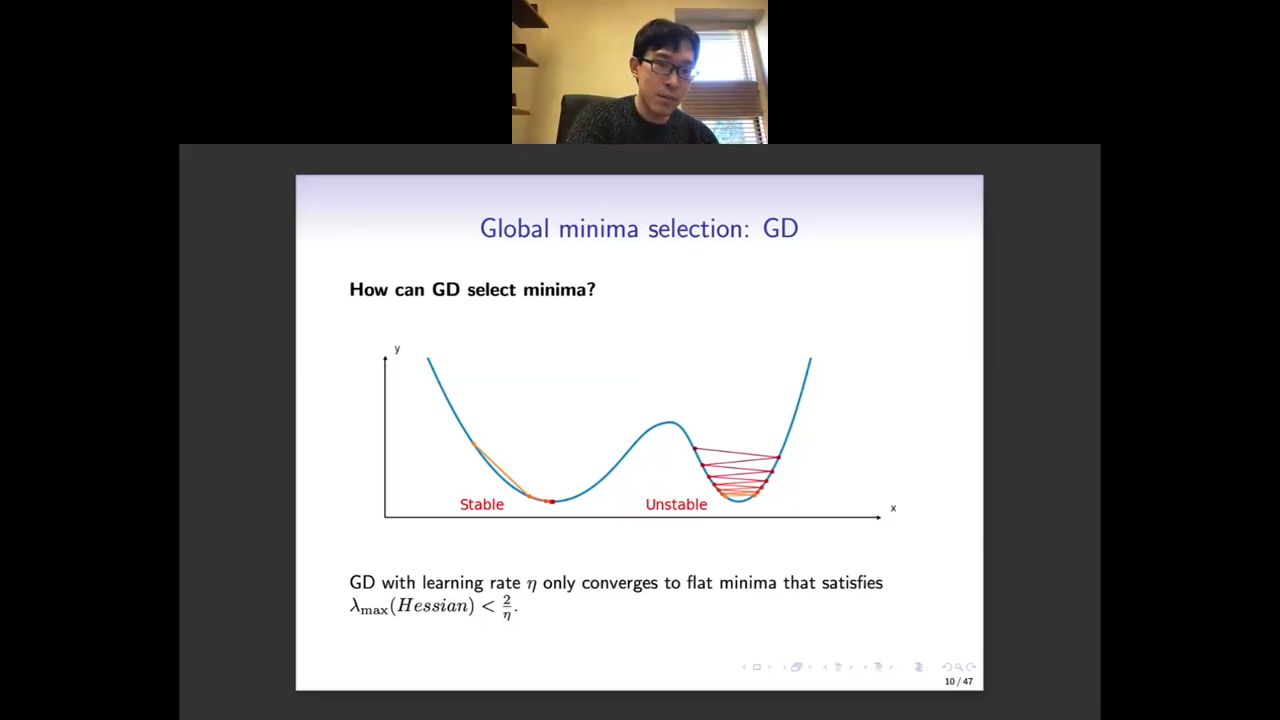 Global minima selection: GD
How can GD select minima?
y
Stable
Unstable
x
GD with learning rate η only converges to flat minima that satisfies
λmax(Hessian) < 2/η.
10 / 47